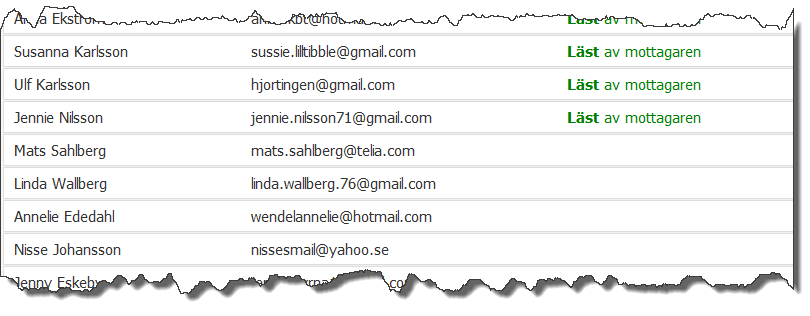 Susanna Karlsson sussie.lilltibble@gmail.com Läst av mottagaren
Ulf Karlsson hjortingen@gmail.com Läst av mottagaren
Jennie Nilsson jennie.nilsson71@gmail.com Läst av mottagaren
Mats Sahlberg mats.sahlberg@telia.com
Linda Wallberg linda.wallberg.76@gmail.com
Annelie Ededahl wendelannelie@hotmail.com
Nisse Johansson nissesmail@yahoo.se
Jenny